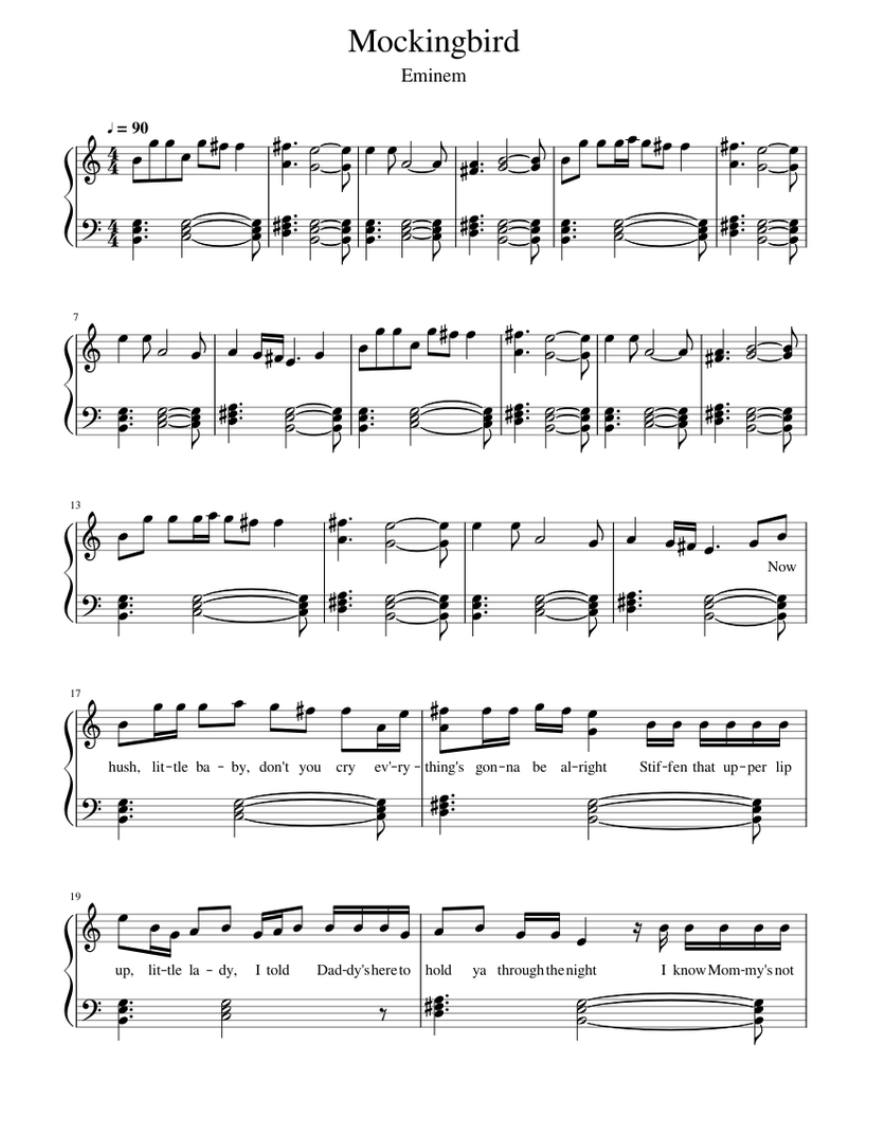 Mockingbird
Eminem
♩ = 90
7
13
Now
17
hush, lit-tle ba-by, don't you cry ev'-ry-thing's gon-na be al-right Stif-fen that up-per lip
19
up, lit-tle la-dy, I told Dad-dy's here to hold ya through the night I know Mom-my's not